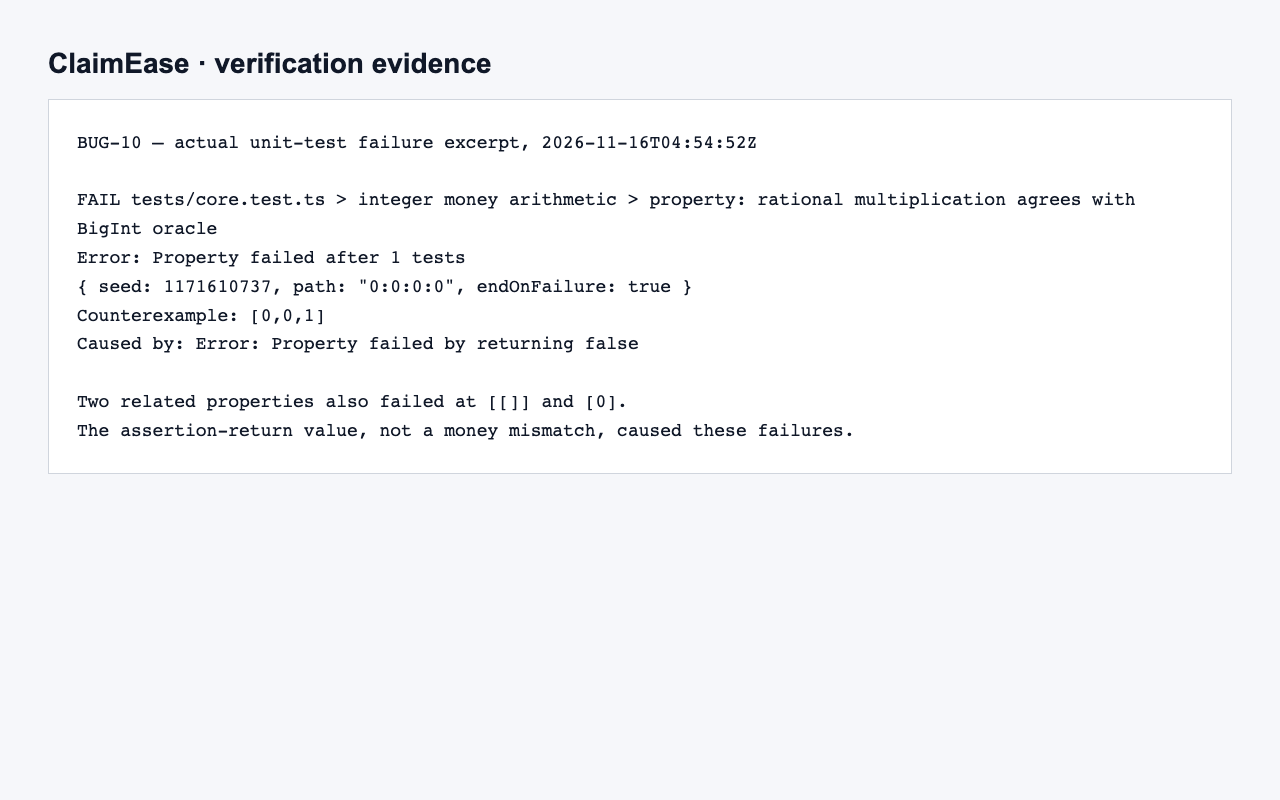 ClaimEase · verification evidence
BUG-10 — actual unit-test failure excerpt, 2026-11-16T04:54:52Z
FAIL tests/core.test.ts > integer money arithmetic > property: rational multiplication agrees with
BigInt oracle
Error: Property failed after 1 tests
{ seed: 1171610737, path: "0:0:0:0", endOnFailure: true }
Counterexample: [0,0,1]
Caused by: Error: Property failed by returning false
Two related properties also failed at [[]] and [0].
The assertion-return value, not a money mismatch, caused these failures.